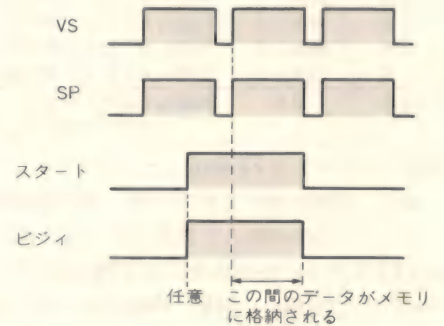 VS
SP
スタート
ビジィ
任意
この間のデータがメモリ
に格納される